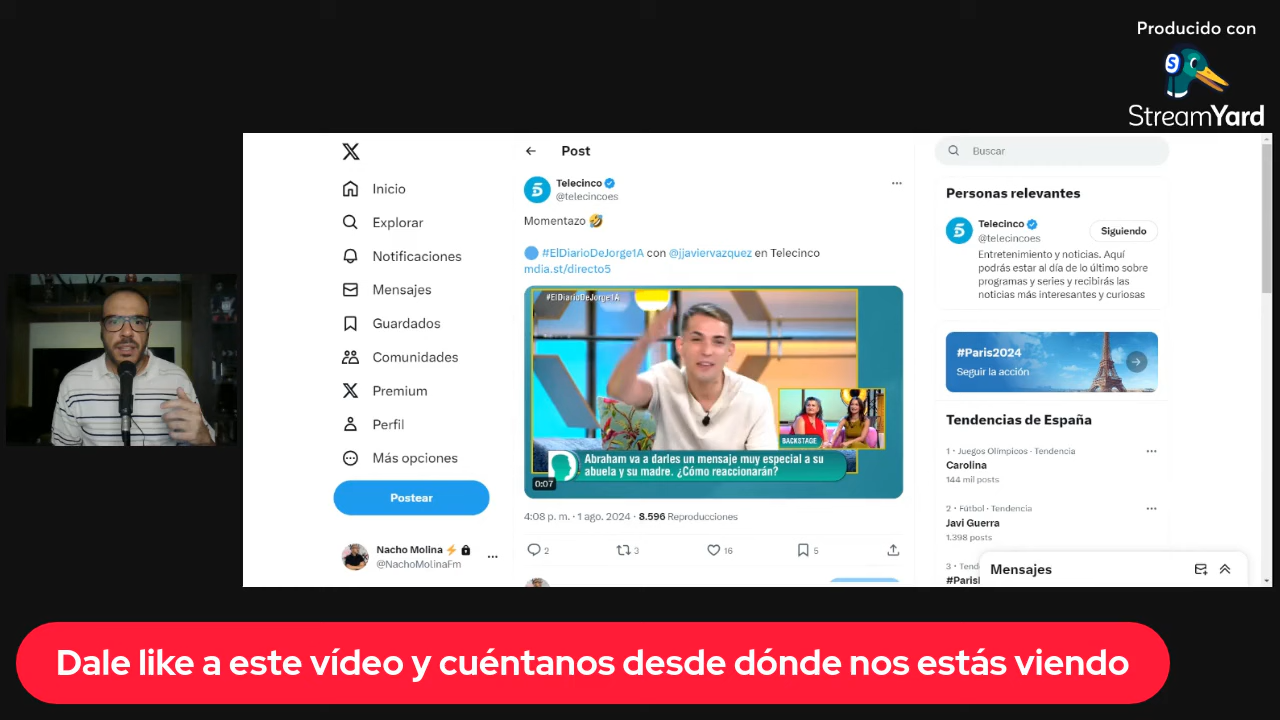 Producido con
StreamYard
Inicio
Explorar
Notificaciones
Mensajes
Guardados
Comunidades
Premium
Perfil
Más opciones
Postear
Nacho Molina ⚡
@NachoMolinaFm
Post
Telecinco
@telecincoes
Momentazo 🤣
🔵 #ElDiarioDeJorge1A con @jjaviervazquez en Telecinco
mdia.st/directo5
#ElDiarioDeJorge1A
BACKSTAGE
Abraham va a darles un mensaje muy especial a su
abuela y su madre. ¿Cómo reaccionarán?
0:07
4:08 p. m. · 1 ago. 2024 · 8.596 Reproducciones
2
3
16
5
Buscar
Personas relevantes
Telecinco
@telecincoes
Siguiendo
Entretenimiento y noticias. Aquí
podrás estar al día de lo último sobre
programas y series y recibirás las
noticias más interesantes y curiosas
#Paris2024
Seguir la acción
Tendencias de España
1 · Juegos Olímpicos · Tendencia
Carolina
144 mil posts
2 · Fútbol · Tendencia
Javi Guerra
1.398 posts
3 · Tend
#Parisi
Mensajes
Dale like a este vídeo y cuéntanos desde dónde nos estás viendo